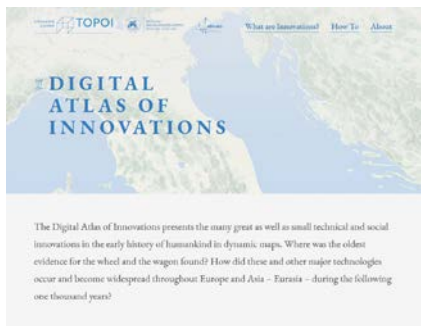 TOPOI
What are Innovations? How To About
DIGITAL
ATLAS OF
INNOVATIONS
The Digital Atlas of Innovations presents the many great as well as small technical and social
innovations in the early history of humankind in dynamic maps. Where was the oldest
evidence for the wheel and the wagon found? How did these and other major technologies
occur and become widespread throughout Europe and Asia – Eurasia – during the following
one thousand years?